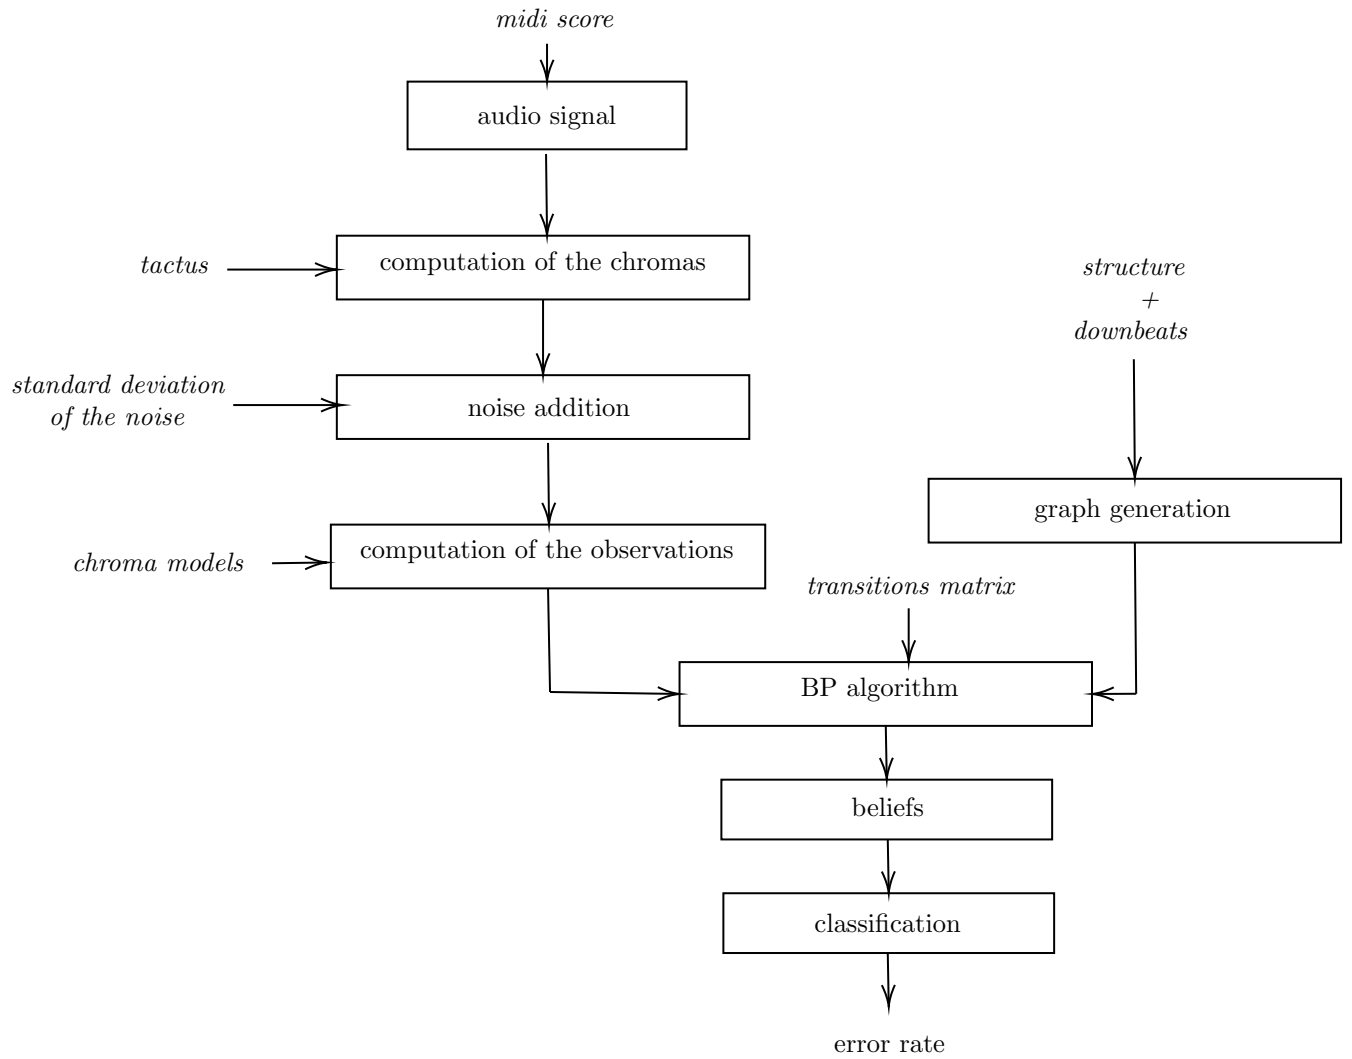 midi score
audio signal
tactus
computation of the chromas
structure
+
downbeats
standard deviation
of the noise
noise addition
graph generation
chroma models
computation of the observations
transitions matrix
BP algorithm
beliefs
classification
error rate